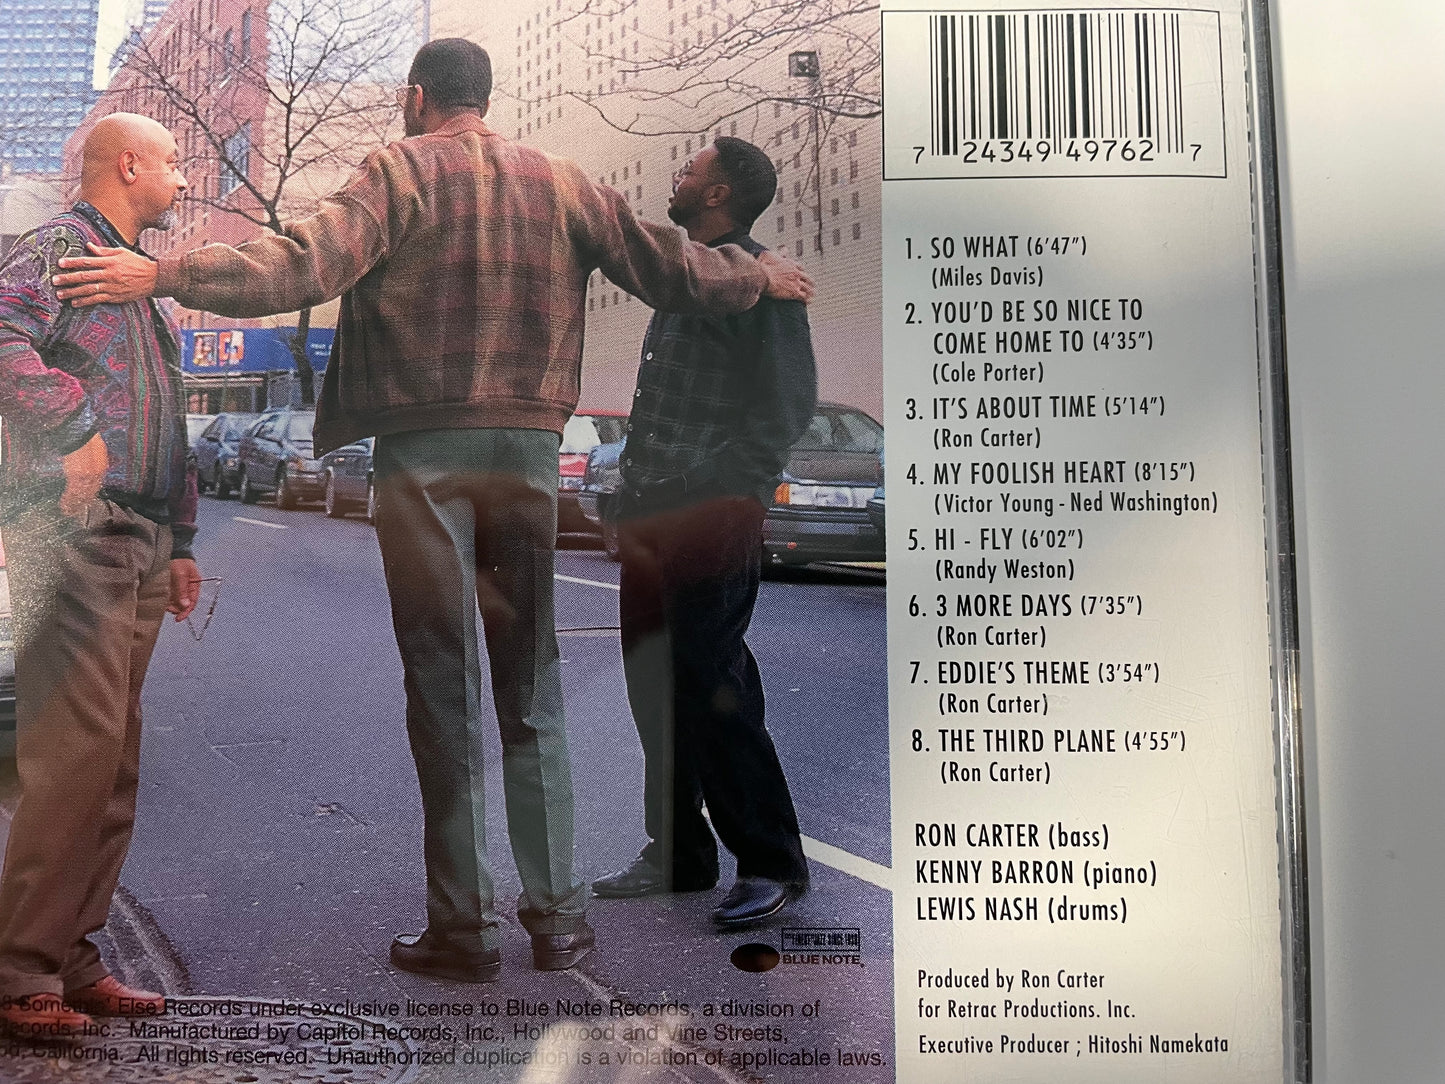 7 24349 49762 7
1. SO WHAT (6'47")
(Miles Davis)
2. YOU'D BE SO NICE TO
COME HOME TO (4'35")
(Cole Porter)
3. IT'S ABOUT TIME (5'14")
(Ron Carter)
4. MY FOOLISH HEART (8'15")
(Victor Young - Ned Washington)
5. HI - FLY (6'02")
(Randy Weston)
6. 3 MORE DAYS (7'35")
(Ron Carter)
7. EDDIE'S THEME (3'54")
(Ron Carter)
8. THE THIRD PLANE (4'55")
(Ron Carter)
RON CARTER (bass)
KENNY BARRON (piano)
LEWIS NASH (drums)
Produced by Ron Carter
for Retrac Productions. Inc.
Executive Producer ; Hitoshi Namekata
BLUE NOTE
8 Somethin' Else Records under exclusive license to Blue Note Records, a division of
Records, Inc. Manufactured by Capitol Records, Inc., Hollywood and Vine Streets,
California. All rights reserved. Unauthorized duplication is a violation of applicable laws.